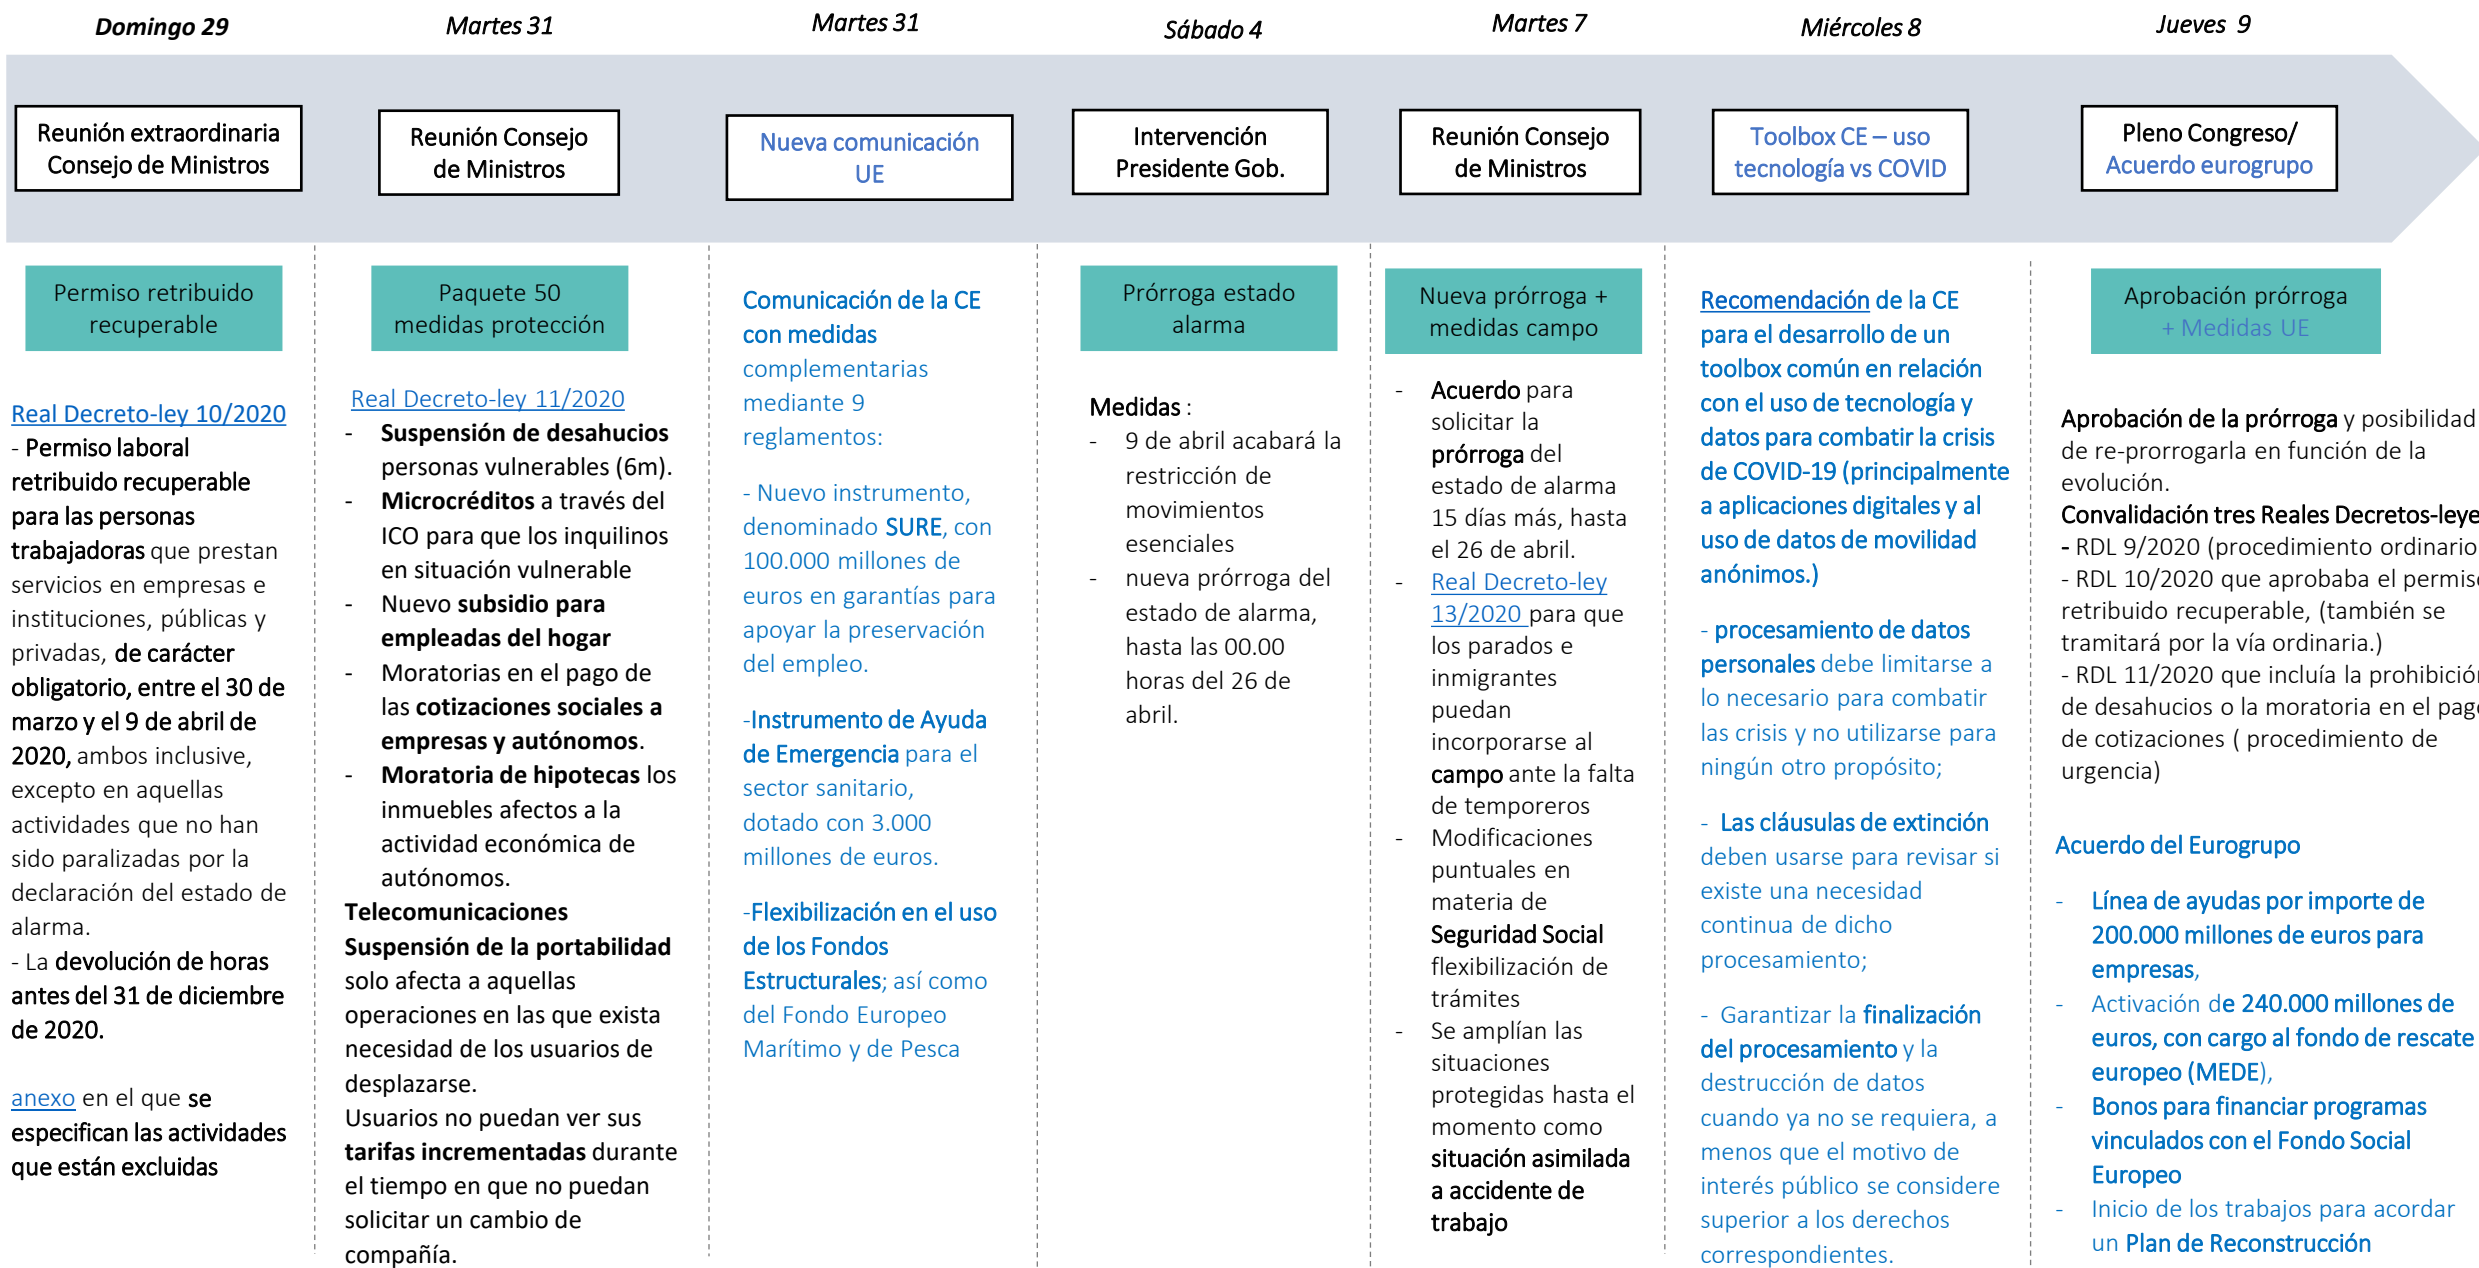 Domingo 29
Martes 31
Martes 31
Sábado 4
Martes 7
Miércoles 8
Jueves 9
Reunión extraordinaria
Consejo de Ministros
Reunión Consejo
de Ministros
Nueva comunicación
UE
Intervención
Presidente Gob.
Reunión Consejo
de Ministros
Toolbox CE – uso
tecnología vs COVID
Pleno Congreso/
Acuerdo eurogrupo
Permiso retribuido
recuperable
Real Decreto-ley 10/2020
- Permiso laboral
retribuido recuperable
para las personas
trabajadoras que prestan
servicios en empresas e
instituciones, públicas y
privadas, de carácter
obligatorio, entre el 30 de
marzo y el 9 de abril de
2020, ambos inclusive,
excepto en aquellas
actividades que no han
sido paralizadas por la
declaración del estado de
alarma.
- La devolución de horas
antes del 31 de diciembre
de 2020.
anexo en el que se
especifican las actividades
que están excluidas
Paquete 50
medidas protección
Real Decreto-ley 11/2020
- Suspensión de desahucios
personas vulnerables (6m).
- Microcréditos a través del
ICO para que los inquilinos
en situación vulnerable
- Nuevo subsidio para
empleadas del hogar
- Moratorias en el pago de
las cotizaciones sociales a
empresas y autónomos.
- Moratoria de hipotecas los
inmuebles afectos a la
actividad económica de
autónomos.
Telecomunicaciones
Suspensión de la portabilidad
solo afecta a aquellas
operaciones en las que exista
necesidad de los usuarios de
desplazarse.
Usuarios no puedan ver sus
tarifas incrementadas durante
el tiempo en que no puedan
solicitar un cambio de
compañía.
Comunicación de la CE
con medidas
complementarias
mediante 9
reglamentos:
- Nuevo instrumento,
denominado SURE, con
100.000 millones de
euros en garantías para
apoyar la preservación
del empleo.
-Instrumento de Ayuda
de Emergencia para el
sector sanitario,
dotado con 3.000
millones de euros.
-Flexibilización en el uso
de los Fondos
Estructurales; así como
del Fondo Europeo
Marítimo y de Pesca
Prórroga estado
alarma
Medidas :
- 9 de abril acabará la
restricción de
movimientos
esenciales
- nueva prórroga del
estado de alarma,
hasta las 00.00
horas del 26 de
abril.
Nueva prórroga +
medidas campo
- Acuerdo para
solicitar la
prórroga del
estado de alarma
15 días más, hasta
el 26 de abril.
- Real Decreto-ley
13/2020 para que
los parados e
inmigrantes
puedan
incorporarse al
campo ante la falta
de temporeros
- Modificaciones
puntuales en
materia de
Seguridad Social
flexibilización de
trámites
- Se amplían las
situaciones
protegidas hasta el
momento como
situación asimilada
a accidente de
trabajo
Recomendación de la CE
para el desarrollo de un
toolbox común en relación
con el uso de tecnología y
datos para combatir la crisis
de COVID-19 (principalmente
a aplicaciones digitales y al
uso de datos de movilidad
anónimos.)
- procesamiento de datos
personales debe limitarse a
lo necesario para combatir
las crisis y no utilizarse para
ningún otro propósito;
- Las cláusulas de extinción
deben usarse para revisar si
existe una necesidad
continua de dicho
procesamiento;
- Garantizar la finalización
del procesamiento y la
destrucción de datos
cuando ya no se requiera, a
menos que el motivo de
interés público se considere
superior a los derechos
correspondientes.
Aprobación prórroga
+ Medidas UE
Aprobación de la prórroga y posibilidad
de re-prorrogarla en función de la
evolución.
Convalidación tres Reales Decretos-leye
- RDL 9/2020 (procedimiento ordinario
- RDL 10/2020 que aprobaba el permis
retribuido recuperable, (también se
tramitará por la vía ordinaria.)
- RDL 11/2020 que incluía la prohibición
de desahucios o la moratoria en el pago
de cotizaciones ( procedimiento de
urgencia)
Acuerdo del Eurogrupo
- Línea de ayudas por importe de
200.000 millones de euros para
empresas,
- Activación de 240.000 millones de
euros, con cargo al fondo de rescate
europeo (MEDE),
- Bonos para financiar programas
vinculados con el Fondo Social
Europeo
- Inicio de los trabajos para acordar
un Plan de Reconstrucción